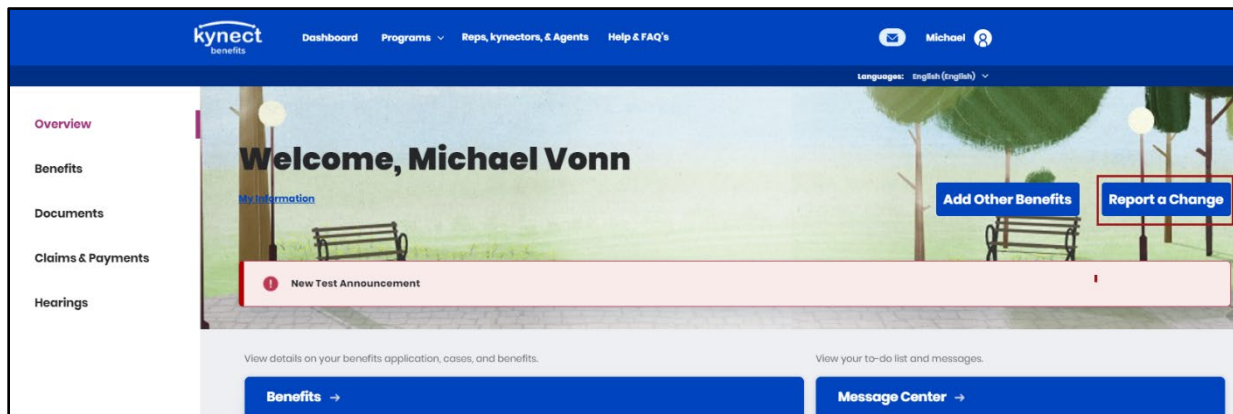 kynect
benefits
Dashboard Programs Reps, kynectors, & Agents Help & FAQ's Michael
Languages: English (English)
Overview
Benefits
Documents
Claims & Payments
Hearings
Welcome, Michael Vonn
My Information
Add Other Benefits Report a Change
New Test Announcement
View details on your benefits application, cases, and benefits.
Benefits →
View your to-do list and messages.
Message Center →